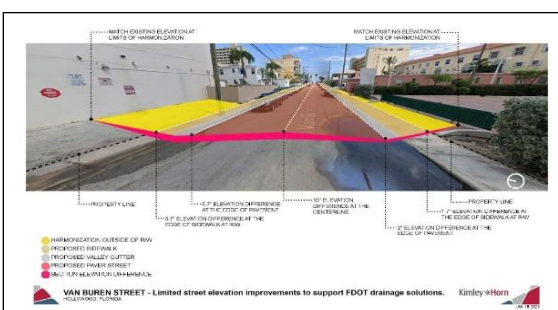 MATCH EXISTING ELEVATION AT
LIMITS OF HARMONIZATION
MATCH EXISTING ELEVATION AT
LIMITS OF HARMONIZATION
PROPERTY LINE
ELEVATION DIFFERENCE
AT THE EDGE OF PAVEMENT
10" ELEVATION
DIFFERENCE AT THE
CENTERLINE
PROPERTY LINE
ELEVATION DIFFERENCE AT THE
EDGE OF SIDEWALK AT R/W
ELEVATION DIFFERENCE AT
THE EDGE OF SIDEWALK AT R/W
2" ELEVATION DIFFERENCE AT THE
EDGE OF PAVEMENT
HARMONIZATION OUTSIDE OF R/W
PROPOSED SIDEWALK
PROPOSED VALLEY GUTTER
PROPOSED PAVER STREET
SECTION ELEVATION DIFFERENCE
VAN BUREN STREET - Limited street elevation improvements to support FDOT drainage solutions.
HOLLYWOOD, FLORIDA
Kimley»Horn